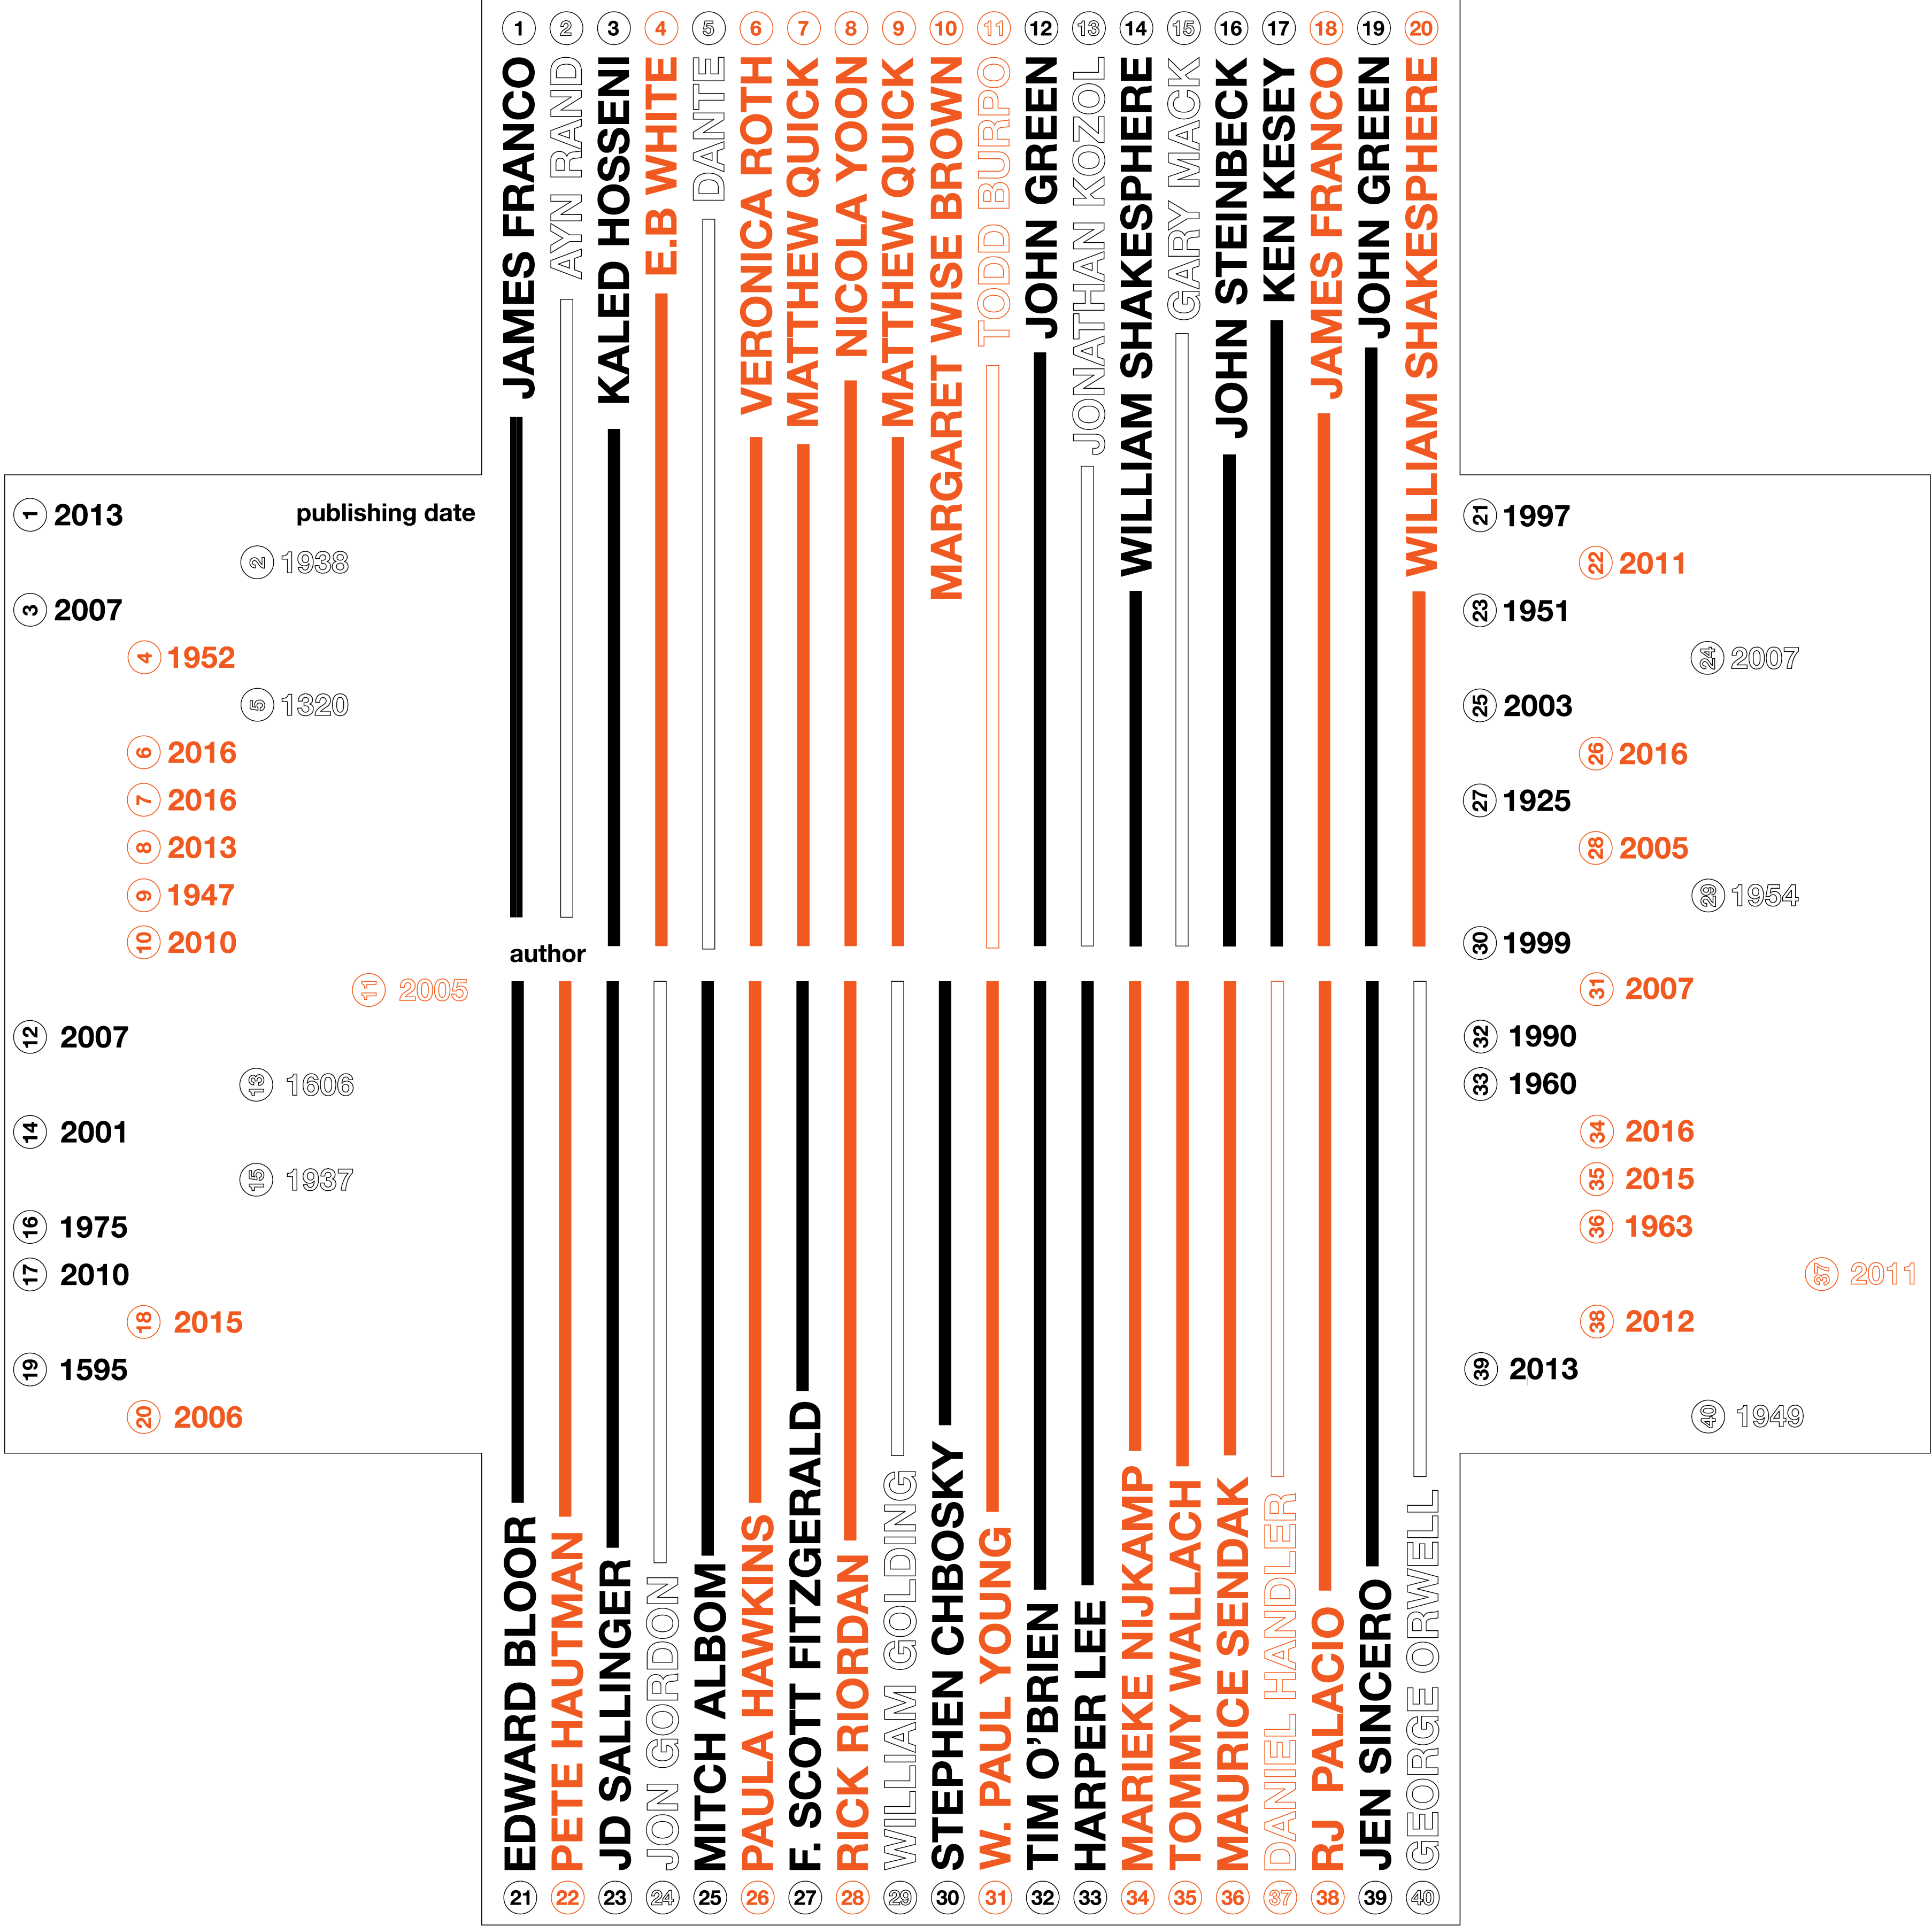 1 JAMES FRANCO
2 AYN RAND
3 KALED HOSSENI
4 E.B WHITE
5 DANTE
6 VERONICA ROTH
7 MATTHEW QUICK
8 NICOLA YOON
9 MATTHEW QUICK
10 MARGARET WISE BROWN
11 TODD BURPO
12 JOHN GREEN
13 JONATHAN KOZOL
14 WILLIAM SHAKESPHERE
15 GARY MACK
16 JOHN STEINBECK
17 KEN KESEY
18 JAMES FRANCO
19 JOHN GREEN
20 WILLIAM SHAKESPHERE
publishing date
1 2013
2 1938
3 2007
4 1952
5 1320
6 2016
7 2016
8 2013
9 1947
10 2010
11 2005
12 2007
13 1606
14 2001
15 1937
16 1975
17 2010
18 2015
19 1595
20 2006
author
21 1997
22 2011
23 1951
24 2007
25 2003
26 2016
27 1925
28 2005
29 1954
30 1999
31 2007
32 1990
33 1960
34 2016
35 2015
36 1963
37 2011
38 2012
39 2013
40 1949
21 EDWARD BLOOR
22 PETE HAUTMAN
23 JD SALLINGER
24 JON GORDON
25 MITCH ALBOM
26 PAULA HAWKINS
27 F. SCOTT FITZGERALD
28 RICK RIORDAN
29 WILLIAM GOLDING
30 STEPHEN CHBOSKY
31 W. PAUL YOUNG
32 TIM O’BRIEN
33 HARPER LEE
34 MARIEKE NIJKAMP
35 TOMMY WALLACH
36 MAURICE SENDAK
37 DANIEL HANDLER
38 RJ PALACIO
39 JEN SINCERO
40 GEORGE ORWELL